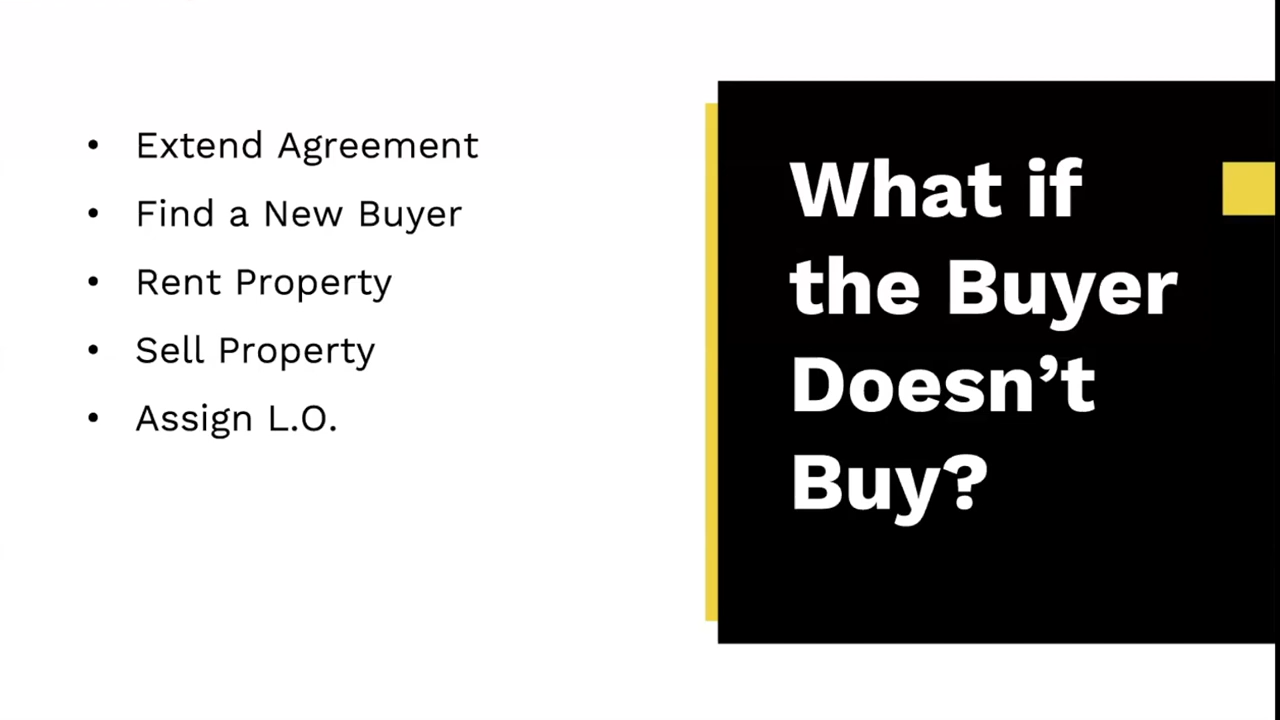 • Extend Agreement
• Find a New Buyer
• Rent Property
• Sell Property
• Assign L.O.
What if
the Buyer
Doesn’t
Buy?